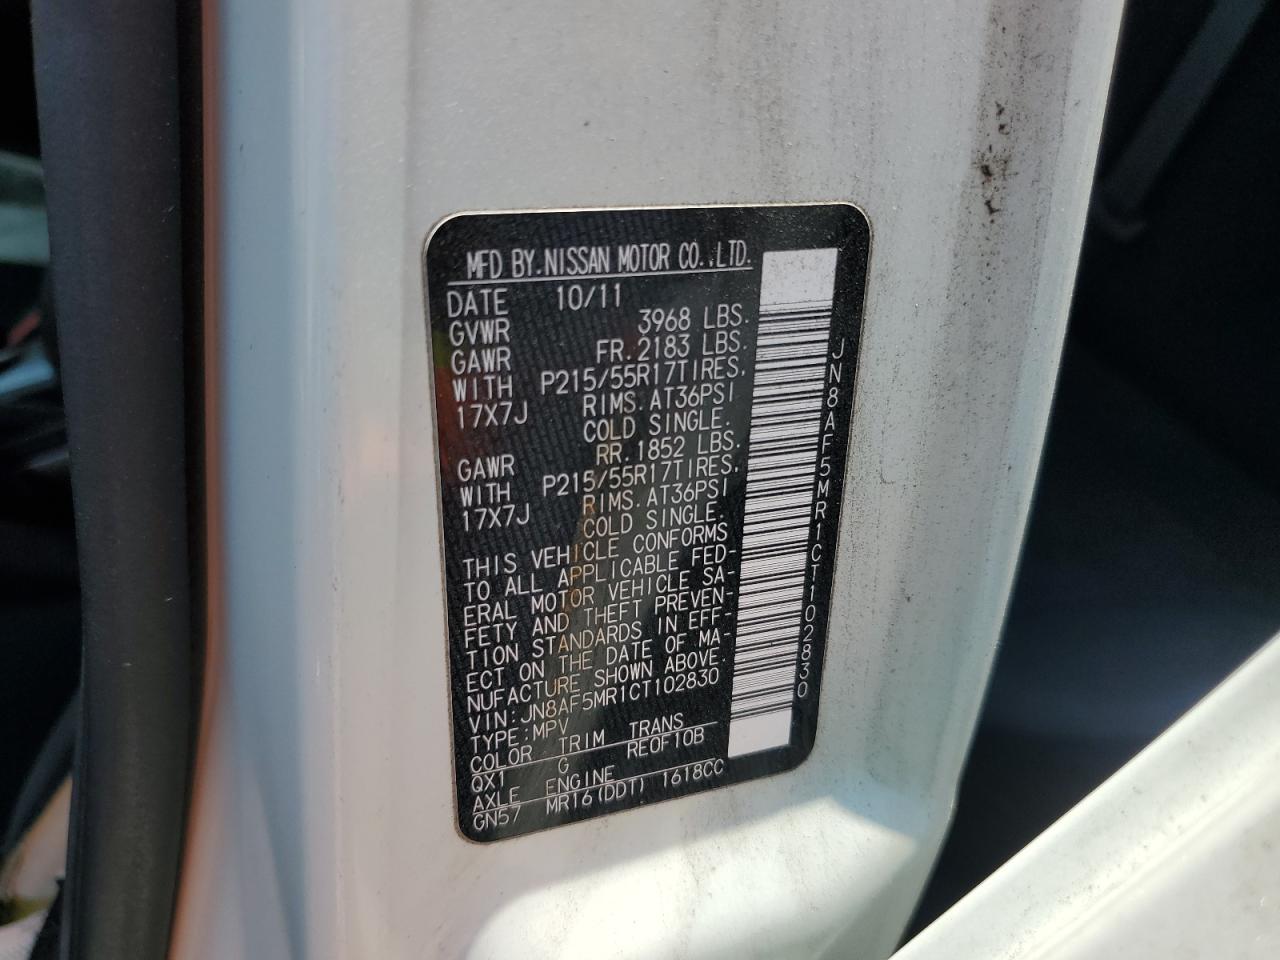 MFD BY.NISSAN MOTOR CO.,LTD.
DATE 10/11
GVWR 3968 LBS.
GAWR FR.2183 LBS.
WITH P215/55R17TIRES.
17X7J RIMS.AT36PSI
COLD SINGLE.
GAWR RR.1852 LBS.
WITH P215/55R17TIRES.
17X7J RIMS.AT36PSI
COLD SINGLE.
THIS VEHICLE CONFORMS
TO ALL APPLICABLE FED-
ERAL MOTOR VEHICLE SA-
FETY AND THEFT PREVEN-
TION STANDARDS IN EFF-
ECT ON THE DATE OF MA-
NUFACTURE SHOWN ABOVE.
VIN:JN8AF5MR1CT102830
TYPE:MPV
COLOR TRIM TRANS
QX1 G RE0F10B
AXLE ENGINE
GN57 MR16(DDT) 1618CC
JN8AF5MR1CT102830